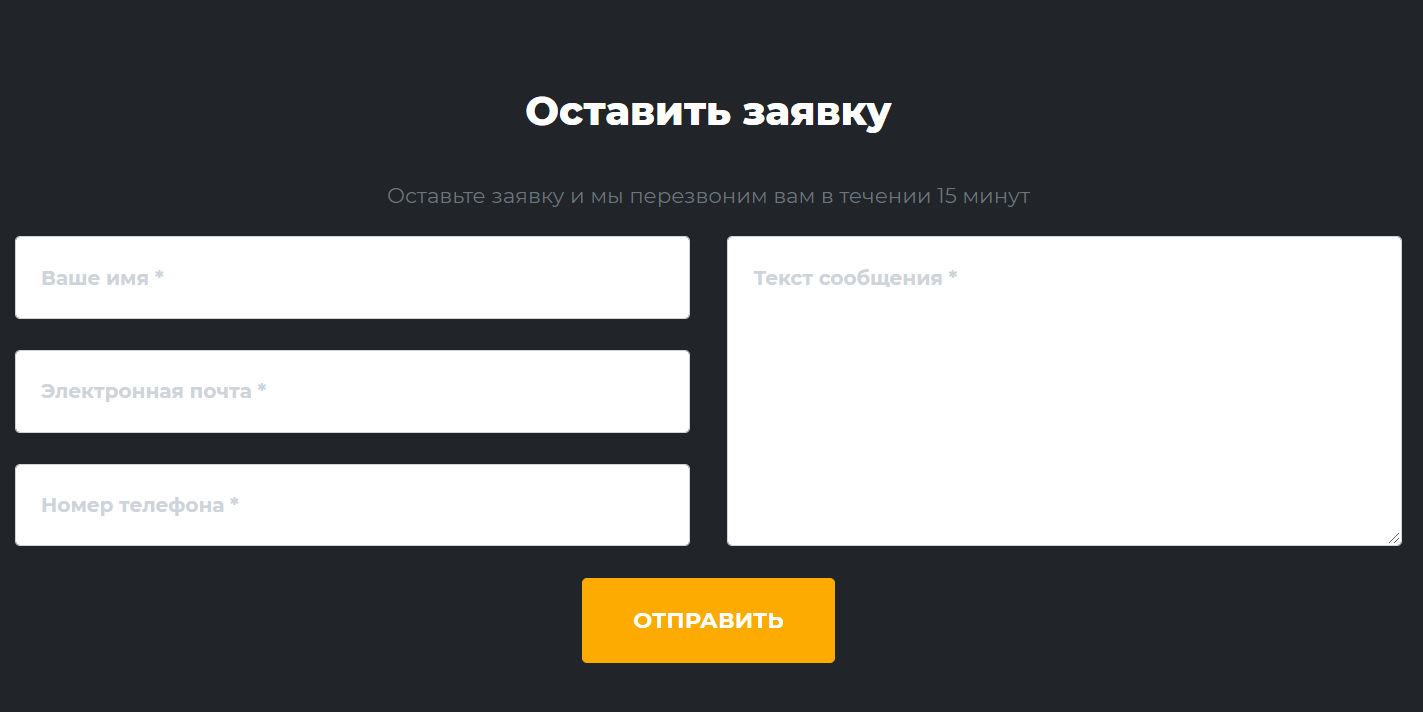 Оставить заявку
Оставьте заявку и мы перезвоним вам в течении 15 минут
Ваше имя *
Электронная почта *
Номер телефона *
Текст сообщения *
ОТПРАВИТЬ